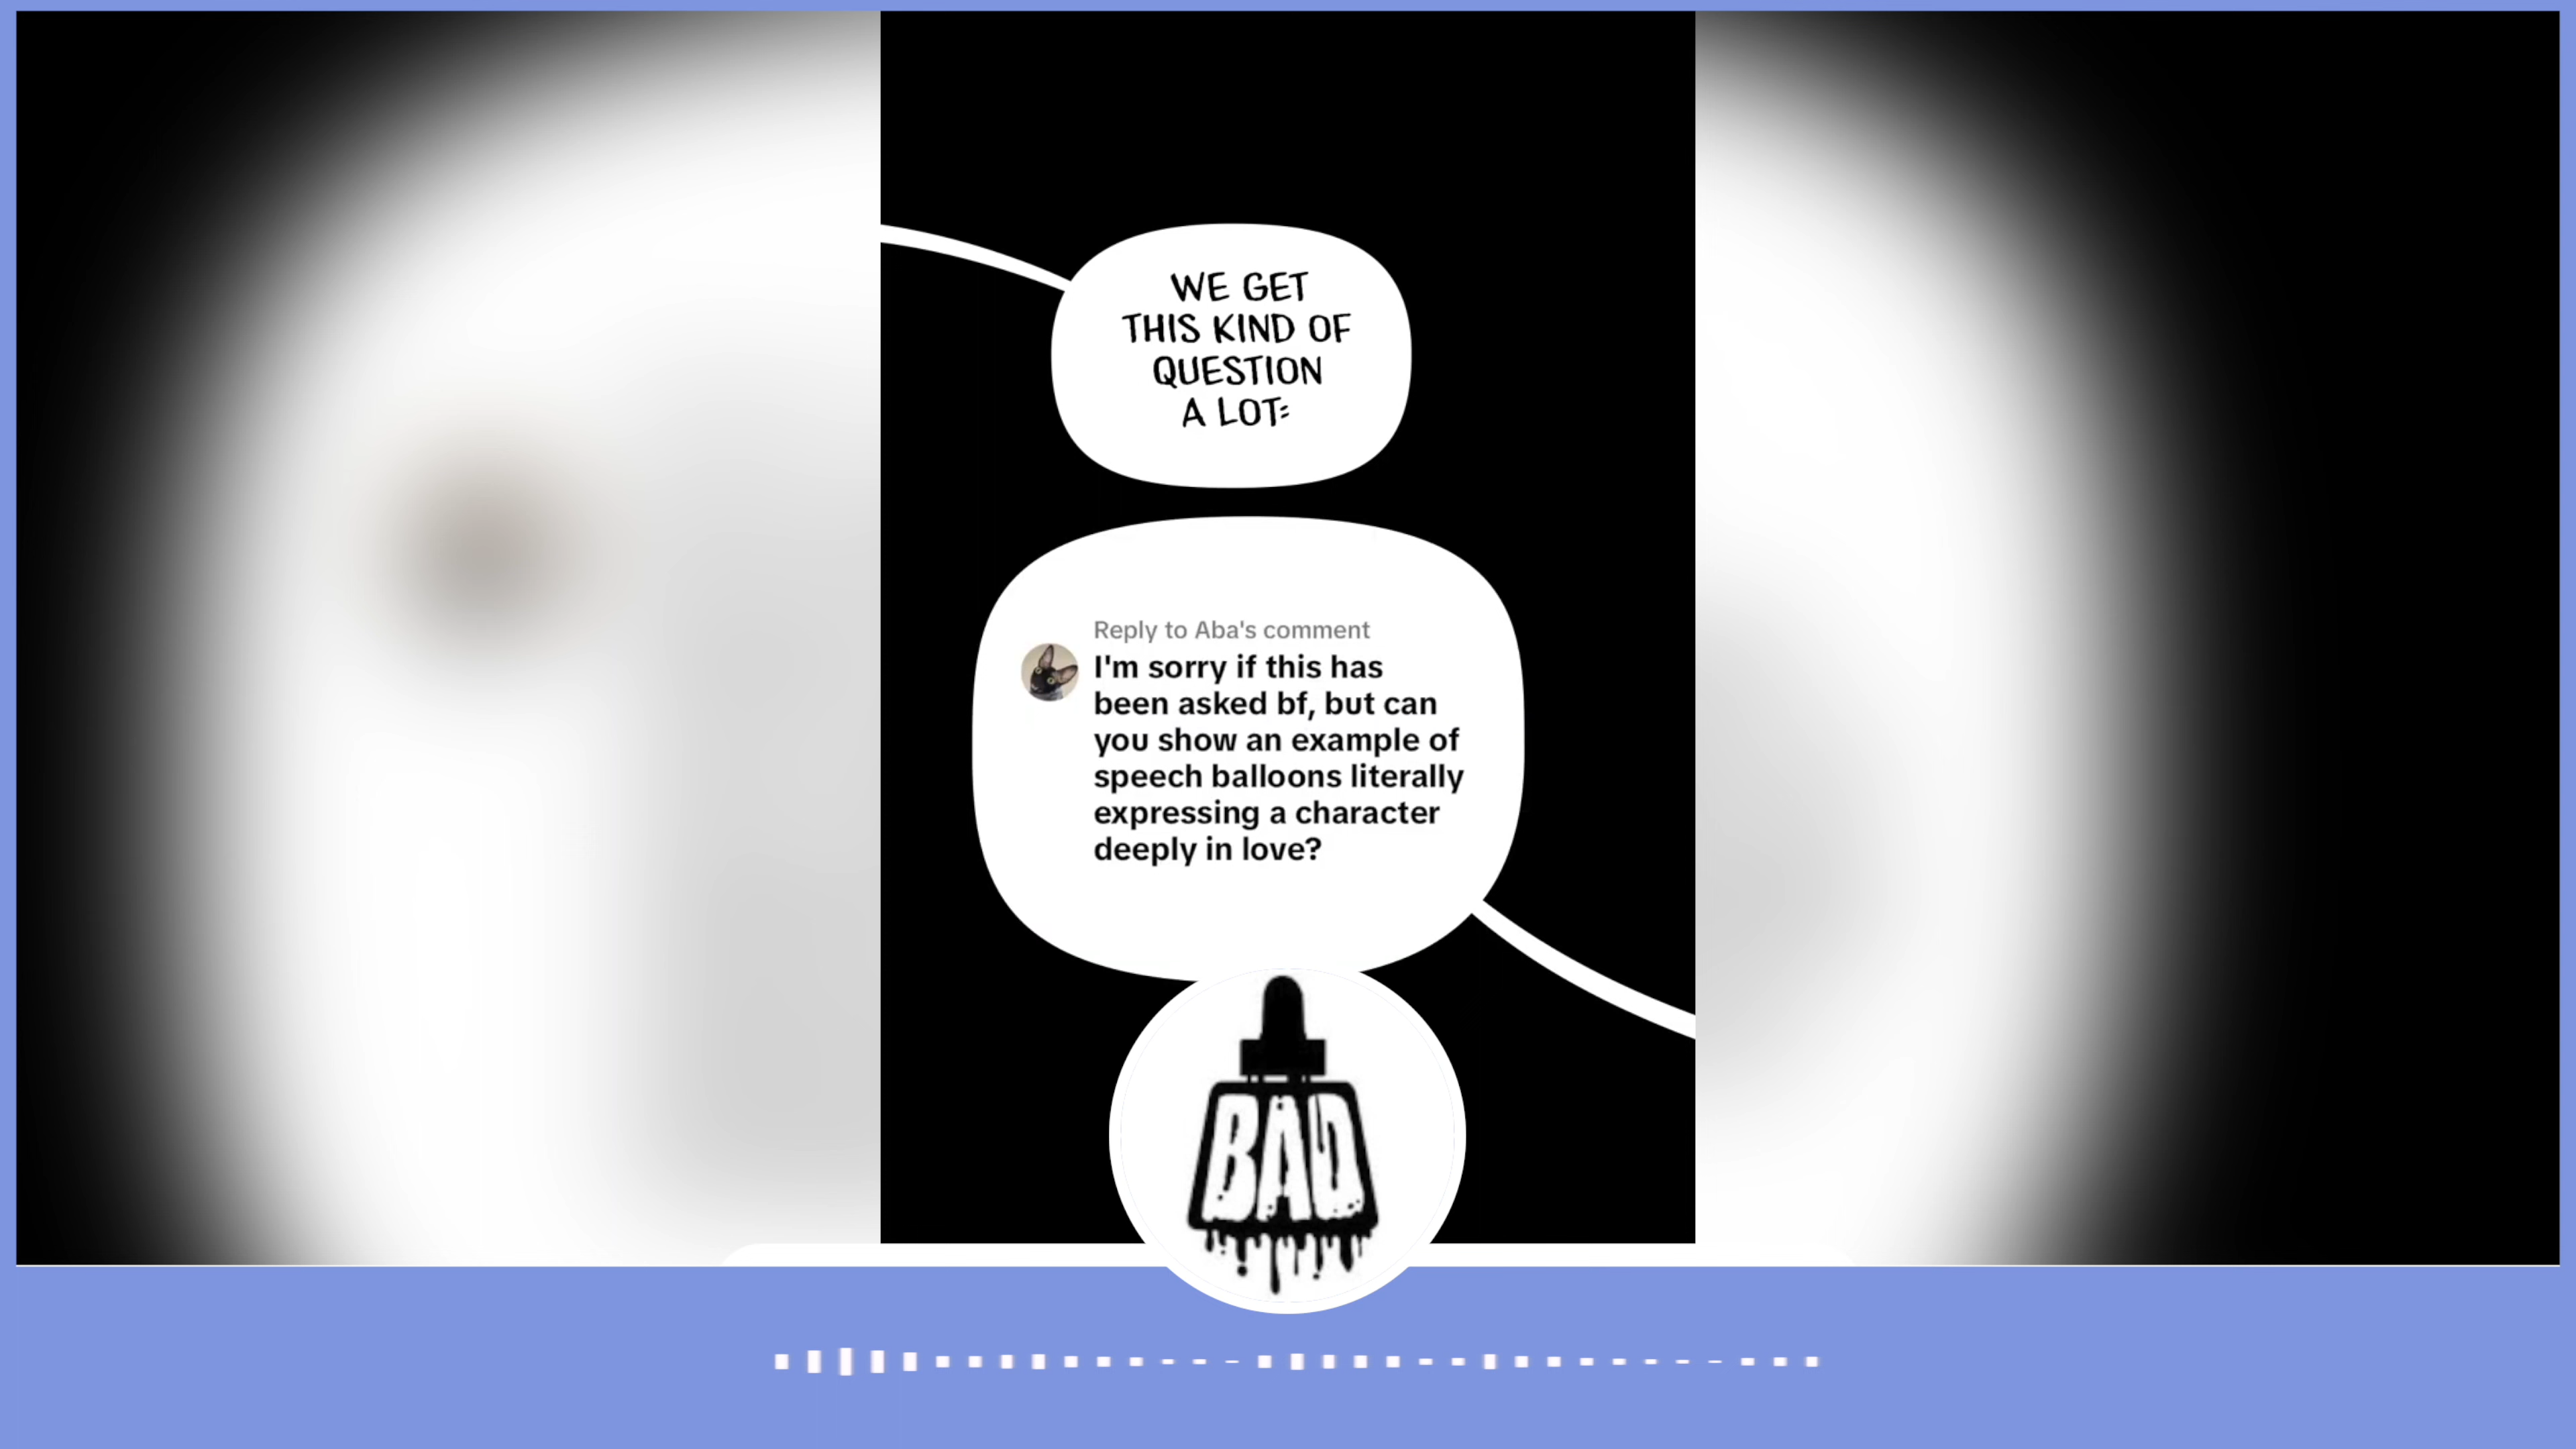 WE GET
THIS KIND OF
QUESTION
A LOT:
Reply to Aba's comment
I'm sorry if this has
been asked bf, but can
you show an example of
speech balloons literally
expressing a character
deeply in love?
BAD